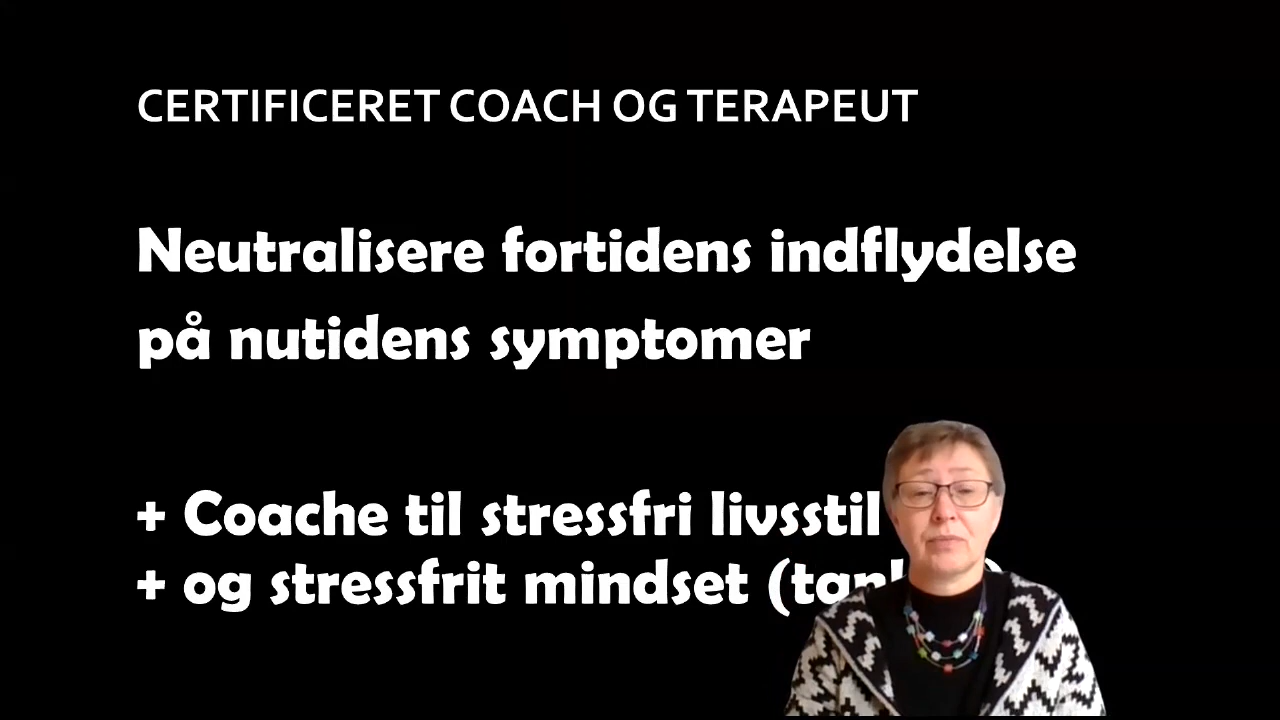 CERTIFICERET COACH OG TERAPEUT
Neutralisere fortidens indflydelse
på nutidens symptomer
+ Coache til stressfri livsstil
+ og stressfrit mindset